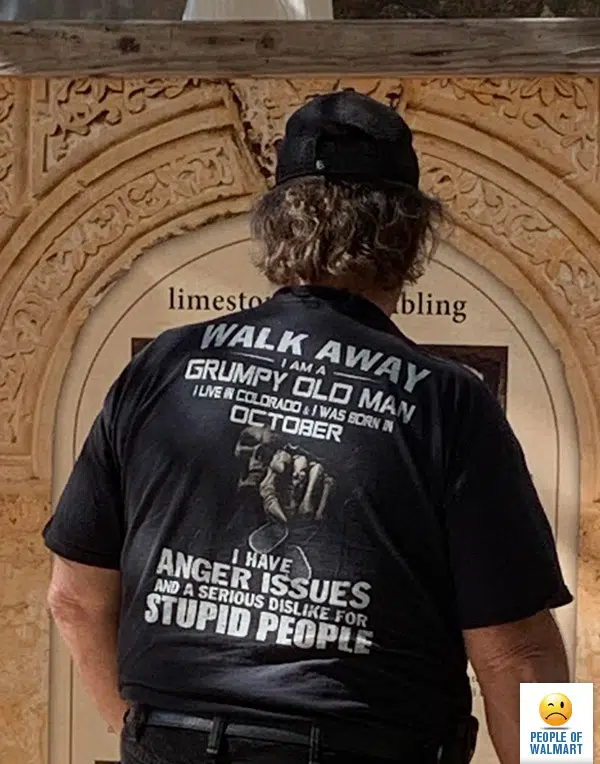 limesto
bling
WALK AWAY
I AM A
GRUMPY OLD MAN
I LIVE IN COLORADO & I WAS BORN IN
OCTOBER
I HAVE
ANGER ISSUES
AND A SERIOUS DISLIKE FOR
STUPID PEOPLE
PEOPLE OF
WALMART